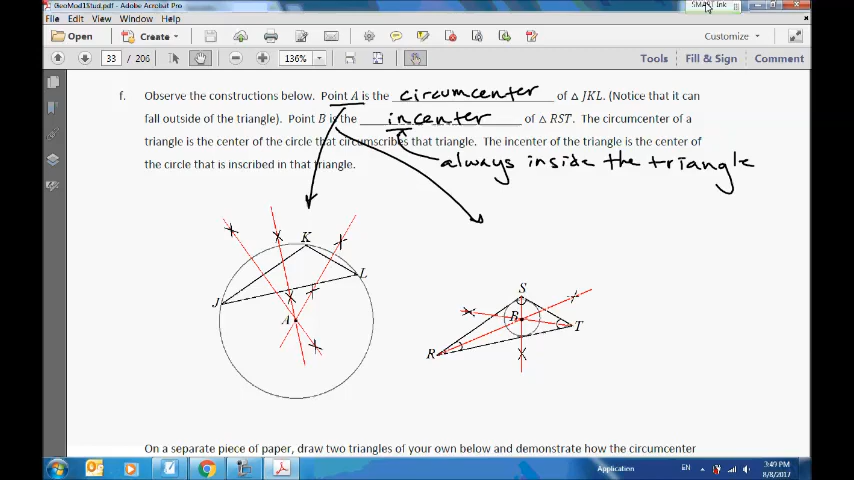 GeoMod1Stud.pdf - Adobe Acrobat Pro
SMART Ink
File Edit View Window Help
Open
33 / 206
136%
Customize
Tools Fill & Sign Comment
f. Observe the constructions below. Point A is the circumcenter of △ JKL. (Notice that it can
fall outside of the triangle). Point B is the incenter of △ RST. The circumcenter of a
triangle is the center of the circle that circumscribes that triangle. The incenter of the triangle is the center of
the circle that is inscribed in that triangle.
always inside the triangle
K
L
J
A
S
B
T
R
On a separate piece of paper, draw two triangles of your own below and demonstrate how the circumcenter
Application
EN
3:49 PM
8/8/2017